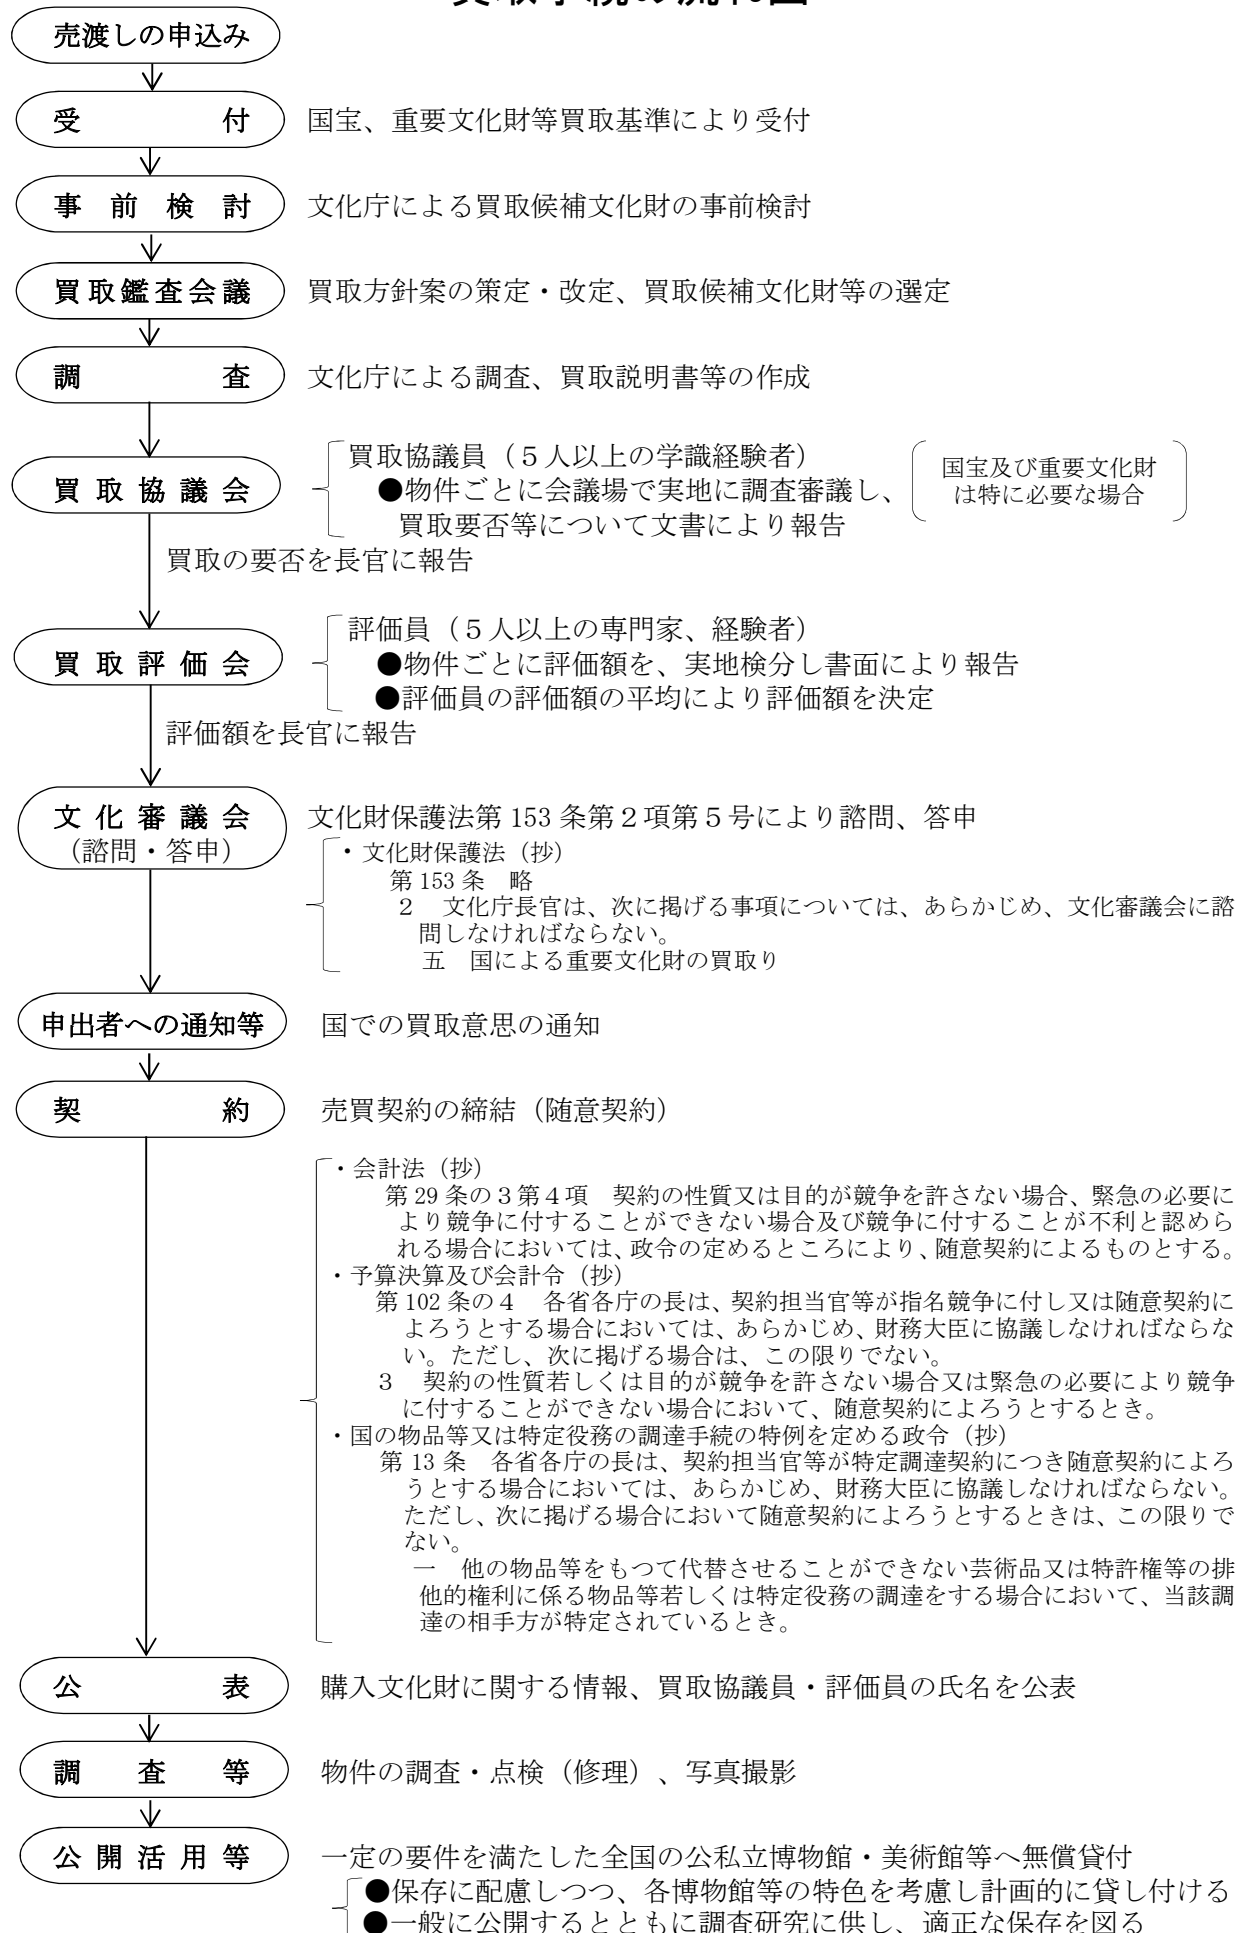 売渡しの申込み
受付　国宝、重要文化財等買取基準により受付
事前検討　文化庁による買取候補文化財の事前検討
買取鑑査会議　買取方針案の策定・改定、買取候補文化財等の選定
調査　文化庁による調査、買取説明書等の作成
買取協議会
買取協議員（５人以上の学識経験者）
●物件ごとに会議場で実地に調査審議し、
買取要否等について文書により報告
国宝及び重要文化財
は特に必要な場合
買取の要否を長官に報告
買取評価会
評価員（５人以上の専門家、経験者）
●物件ごとに評価額を、実地検分し書面により報告
●評価員の評価額の平均により評価額を決定
評価額を長官に報告
文化審議会
（諮問・答申）
文化財保護法第153条第２項第５号により諮問、答申
・文化財保護法（抄）
第153条　略
２　文化庁長官は、次に掲げる事項については、あらかじめ、文化審議会に諮
問しなければならない。
五　国による重要文化財の買取り
申出者への通知等　国での買取意思の通知
契約　売買契約の締結（随意契約）
・会計法（抄）
第29条の３第４項　契約の性質又は目的が競争を許さない場合、緊急の必要に
より競争に付することができない場合及び競争に付することが不利と認めら
れる場合においては、政令の定めるところにより、随意契約によるものとする。
・予算決算及び会計令（抄）
第102条の４　各省各庁の長は、契約担当官等が指名競争に付し又は随意契約に
よろうとする場合においては、あらかじめ、財務大臣に協議しなければならな
い。ただし、次に掲げる場合は、この限りでない。
３　契約の性質若しくは目的が競争を許さない場合又は緊急の必要により競争
に付することができない場合において、随意契約によろうとするとき。
・国の物品等又は特定役務の調達手続の特例を定める政令（抄）
第13条　各省各庁の長は、契約担当官等が特定調達契約につき随意契約によろ
うとする場合においては、あらかじめ、財務大臣に協議しなければならない。
ただし、次に掲げる場合において随意契約によろうとするときは、この限りで
ない。
一　他の物品等をもつて代替させることができない芸術品又は特許権等の排
他的権利に係る物品等若しくは特定役務の調達をする場合において、当該調
達の相手方が特定されているとき。
公表　購入文化財に関する情報、買取協議員・評価員の氏名を公表
調査等　物件の調査・点検（修理）、写真撮影
公開活用等　一定の要件を満たした全国の公私立博物館・美術館等へ無償貸付
●保存に配慮しつつ、各博物館等の特色を考慮し計画的に貸し付ける
●一般に公開するとともに調査研究に供し、適正な保存を図る